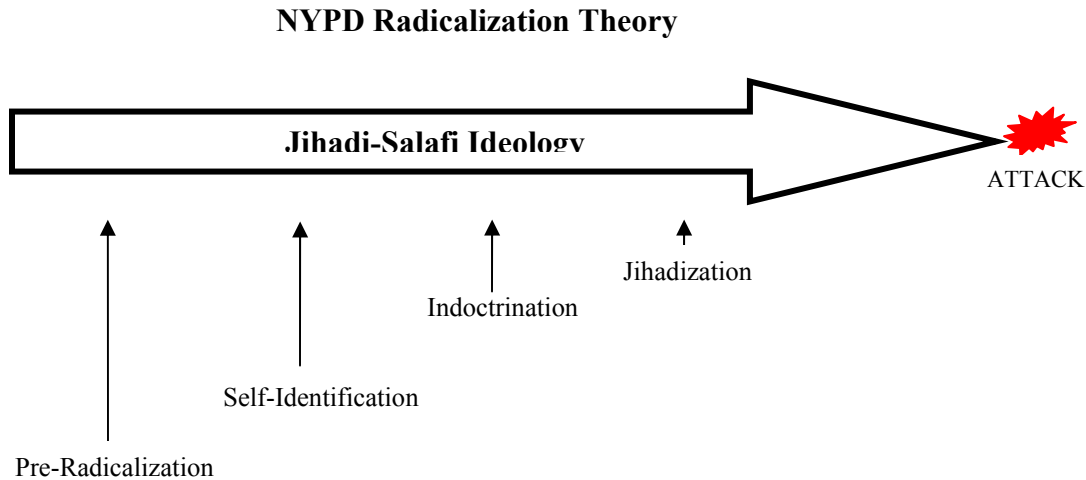 NYPD Radicalization Theory
Jihadi-Salafi Ideology
ATTACK
Jihadization
Indoctrination
Self-Identification
Pre-Radicalization